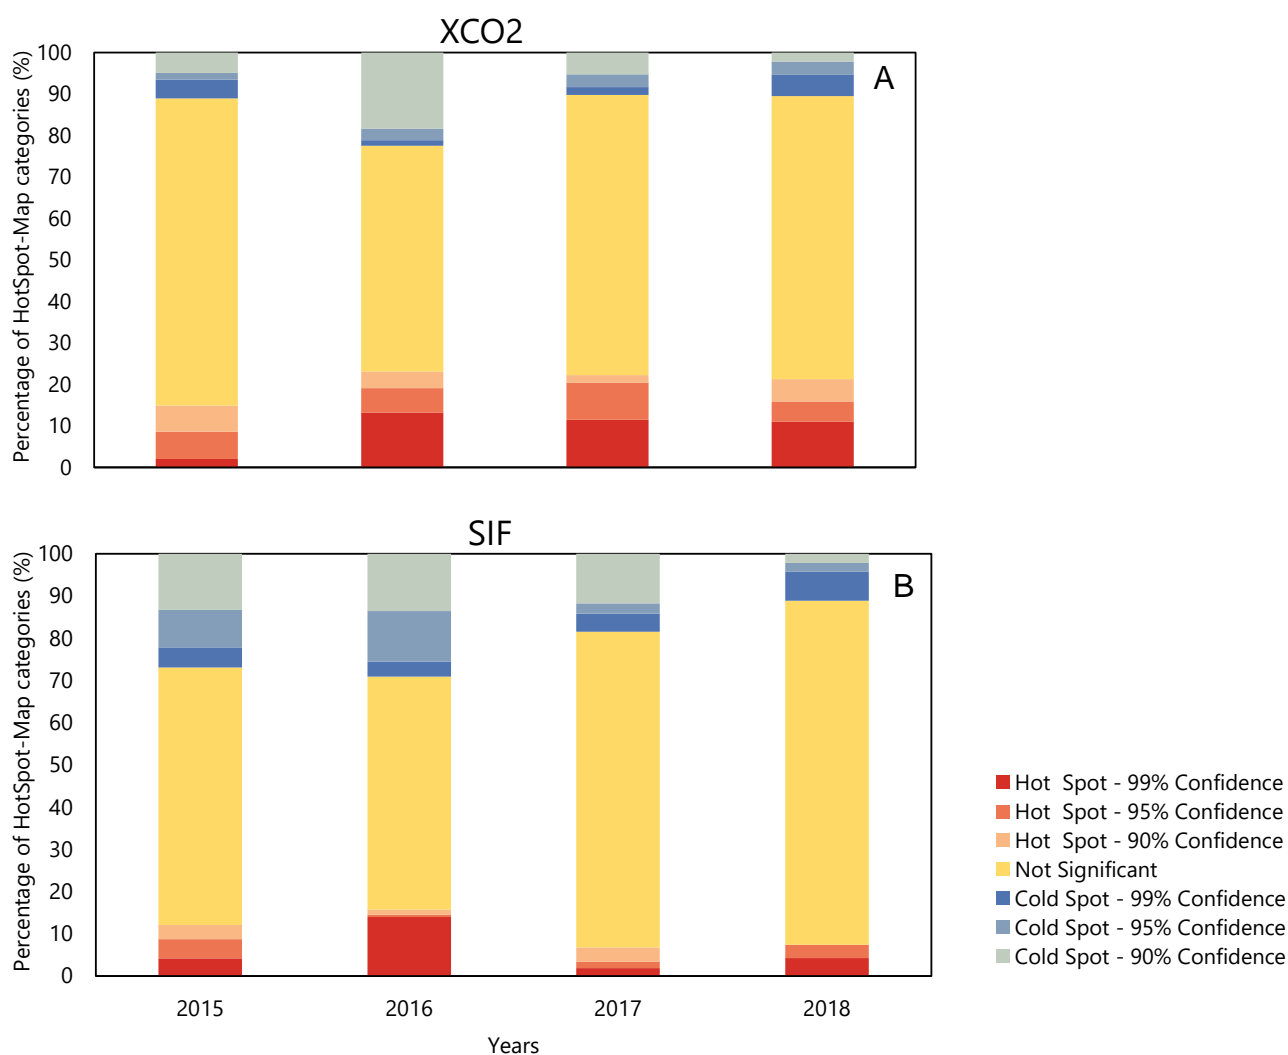 XCO2
A
Percentage of HotSpot-Map categories (%)
100
90
80
70
60
50
40
30
20
10
0
SIF
B
Percentage of HotSpot-Map categories (%)
100
90
80
70
60
50
40
30
20
10
0
2015 2016 2017 2018
Years
Hot Spot - 99% Confidence
Hot Spot - 95% Confidence
Hot Spot - 90% Confidence
Not Significant
Cold Spot - 99% Confidence
Cold Spot - 95% Confidence
Cold Spot - 90% Confidence